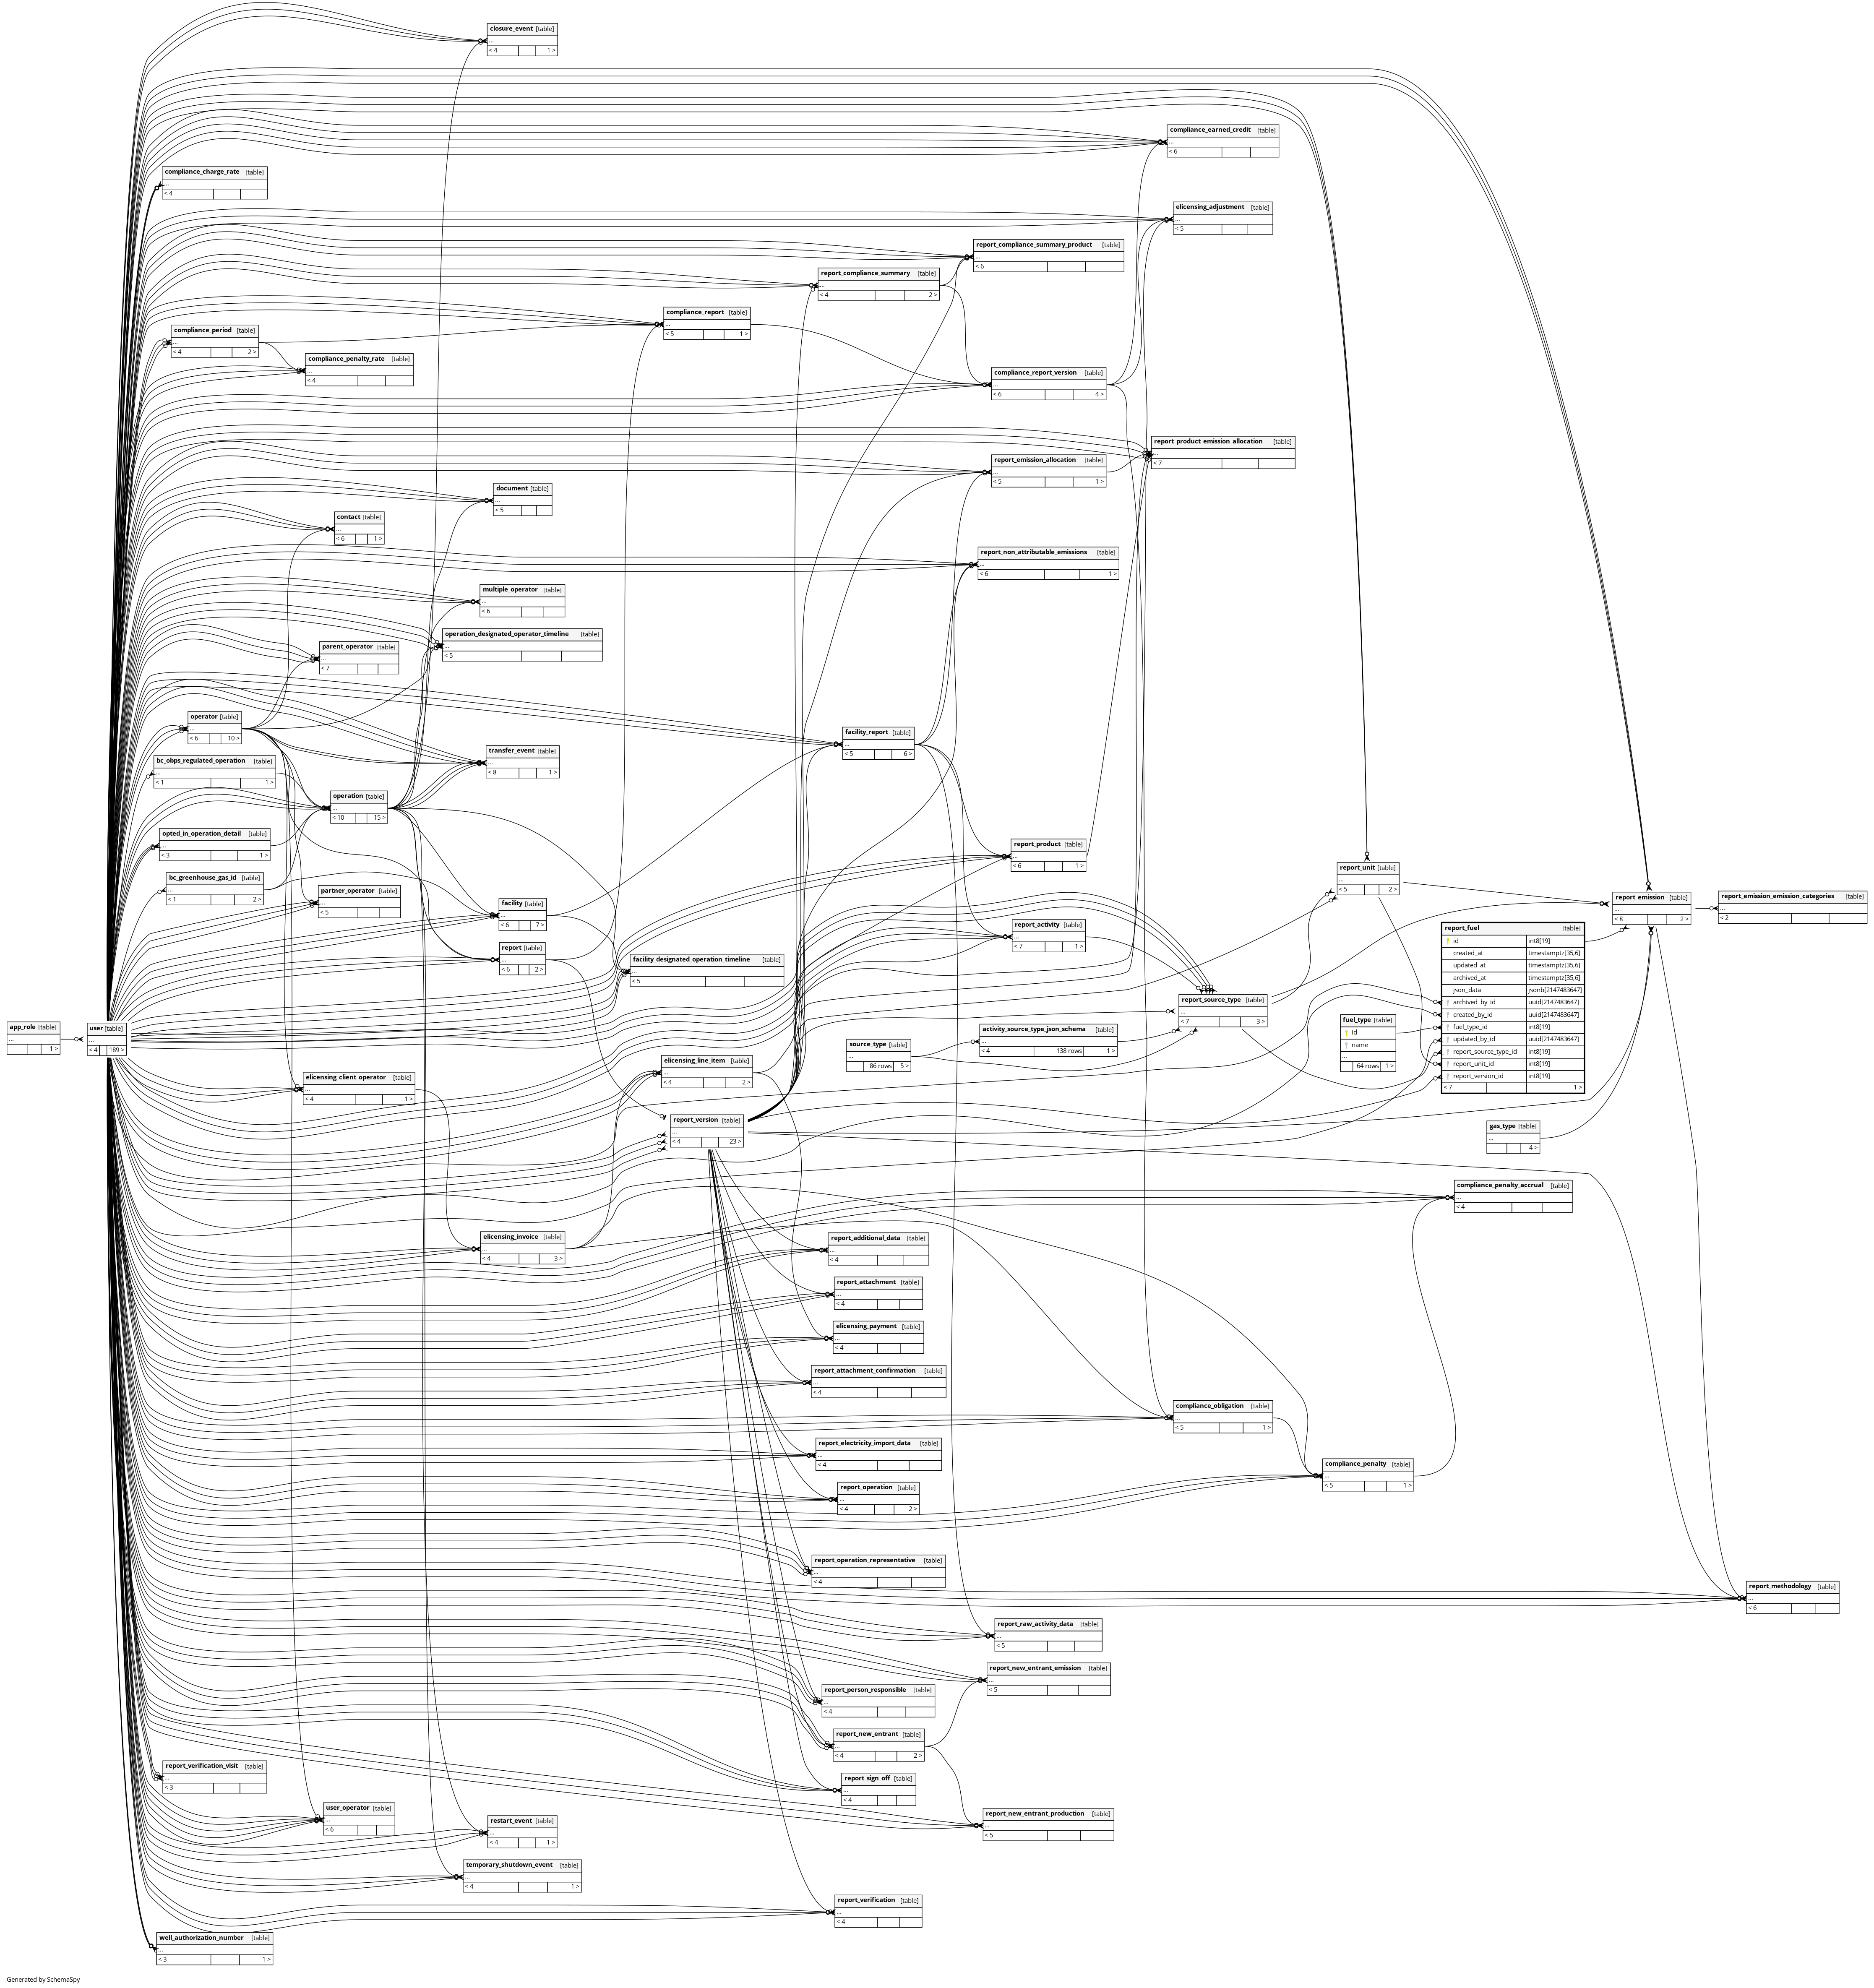 closure_event [table]
...
< 4 1 >
compliance_earned_credit [table]
...
< 6
compliance_charge_rate [table]
...
< 4
elicensing_adjustment [table]
...
< 5
report_compliance_summary_product [table]
...
< 6
report_compliance_summary [table]
...
< 4 2 >
compliance_report [table]
...
< 5 1 >
compliance_period [table]
...
< 4 2 >
compliance_penalty_rate [table]
...
< 4
compliance_report_version [table]
...
< 6 4 >
report_product_emission_allocation [table]
...
< 7
report_emission_allocation [table]
...
< 5 1 >
document [table]
...
< 5
contact [table]
...
< 6 1 >
report_non_attributable_emissions [table]
...
< 6 1 >
multiple_operator [table]
...
< 6
operation_designated_operator_timeline [table]
...
< 5
parent_operator [table]
...
< 7
operator [table]
...
< 6 10 >
facility_report [table]
...
< 5 6 >
transfer_event [table]
...
< 8 1 >
bc_obps_regulated_operation [table]
...
< 1 1 >
operation [table]
...
< 10 15 >
opted_in_operation_detail [table]
...
< 3 1 >
report_product [table]
...
< 6 1 >
report_unit [table]
...
< 5 2 >
bc_greenhouse_gas_id [table]
...
< 1 2 >
partner_operator [table]
...
< 5
report_emission [table]
...
< 8 2 >
report_emission_emission_categories [table]
...
< 2
facility [table]
...
< 6 7 >
report_activity [table]
...
< 7 1 >
report_fuel [table]
id int8[19]
created_at timestamptz[35,6]
updated_at timestamptz[35,6]
archived_at timestamptz[35,6]
json_data jsonb[2147483647]
archived_by_id uuid[2147483647]
created_by_id uuid[2147483647]
fuel_type_id int8[19]
updated_by_id uuid[2147483647]
report_source_type_id int8[19]
report_unit_id int8[19]
report_version_id int8[19]
< 7 1 >
report [table]
...
< 6 2 >
facility_designated_operation_timeline [table]
...
< 5
report_source_type [table]
...
< 7 3 >
fuel_type [table]
id
name
...
64 rows 1 >
app_role [table]
...
1 >
user [table]
...
< 4 189 >
activity_source_type_json_schema [table]
...
< 4 138 rows 1 >
source_type [table]
...
86 rows 5 >
elicensing_line_item [table]
...
< 4 2 >
elicensing_client_operator [table]
...
< 4 1 >
report_version [table]
...
< 4 23 >
gas_type [table]
...
4 >
compliance_penalty_accrual [table]
...
< 4
elicensing_invoice [table]
...
< 4 3 >
report_additional_data [table]
...
< 4
report_attachment [table]
...
< 4
elicensing_payment [table]
...
< 4
report_attachment_confirmation [table]
...
< 4
compliance_obligation [table]
...
< 5 1 >
report_electricity_import_data [table]
...
< 4
compliance_penalty [table]
...
< 5 1 >
report_operation [table]
...
< 4 2 >
report_operation_representative [table]
...
< 4
report_methodology [table]
...
< 6
report_raw_activity_data [table]
...
< 5
report_new_entrant_emission [table]
...
< 5
report_person_responsible [table]
...
< 4
report_new_entrant [table]
...
< 4 2 >
report_verification_visit [table]
...
< 3
report_sign_off [table]
...
< 4
user_operator [table]
...
< 6
report_new_entrant_production [table]
...
< 5
restart_event [table]
...
< 4 1 >
temporary_shutdown_event [table]
...
< 4 1 >
report_verification [table]
...
< 4
well_authorization_number [table]
...
< 3 1 >
Generated by SchemaSpy